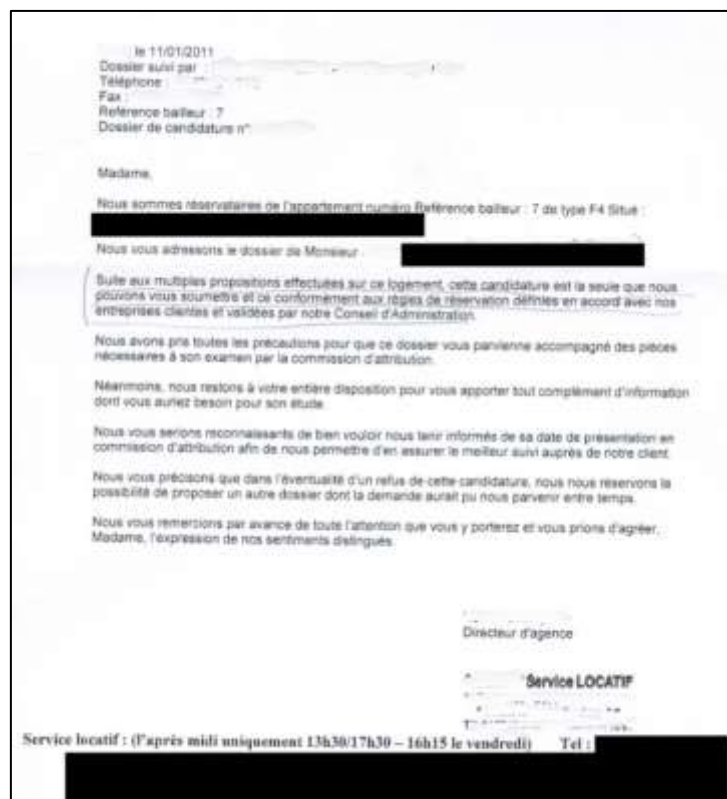 le 11/01/2011
Dossier suivi par :
Téléphone :
Fax :
Référence bailleur : 7
Dossier de candidature n°
Madame,
Nous sommes réservataires de l'appartement numéro Référence bailleur : 7 de type F4 Situé :
Nous vous adressons le dossier de Monsieur :
Suite aux multiples propositions effectuées sur ce logement, cette candidature est la seule que nous
pouvons vous soumettre et ce conformément aux règles de réservation définies en accord avec nos
entreprises clientes et validées par notre Conseil d'Administration.
Nous avons pris toutes les précautions pour que ce dossier vous parvienne accompagné des pièces
nécessaires à son examen par la commission d'attribution.
Néanmoins, nous restons à votre entière disposition pour vous apporter tout complément d'information
dont vous auriez besoin pour son étude.
Nous vous serions reconnaissants de bien vouloir nous tenir informés de sa date de présentation en
commission d'attribution afin de nous permettre d'en assurer le meilleur suivi auprès de notre client.
Nous vous précisons que dans l'éventualité d'un refus de cette candidature, nous nous réservons la
possibilité de proposer un autre dossier dont la demande aurait pu nous parvenir entre temps.
Nous vous remercions par avance de toute l'attention que vous y porterez et vous prions d'agréer,
Madame, l'expression de nos sentiments distingués.
Directeur d'agence
Service LOCATIF
Service locatif : (l'après midi uniquement 13h30/17h30 – 16h15 le vendredi) Tel :